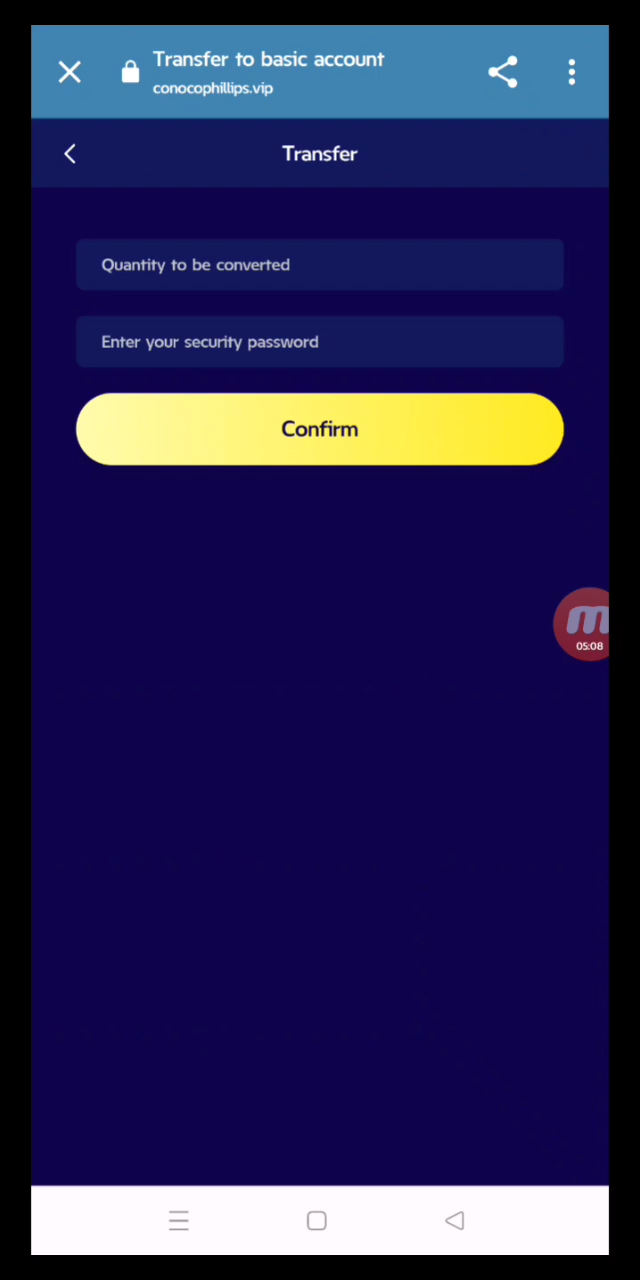 Transfer to basic account
conocophillips.vip
Transfer
Quantity to be converted
Enter your security password
Confirm
m
05:08